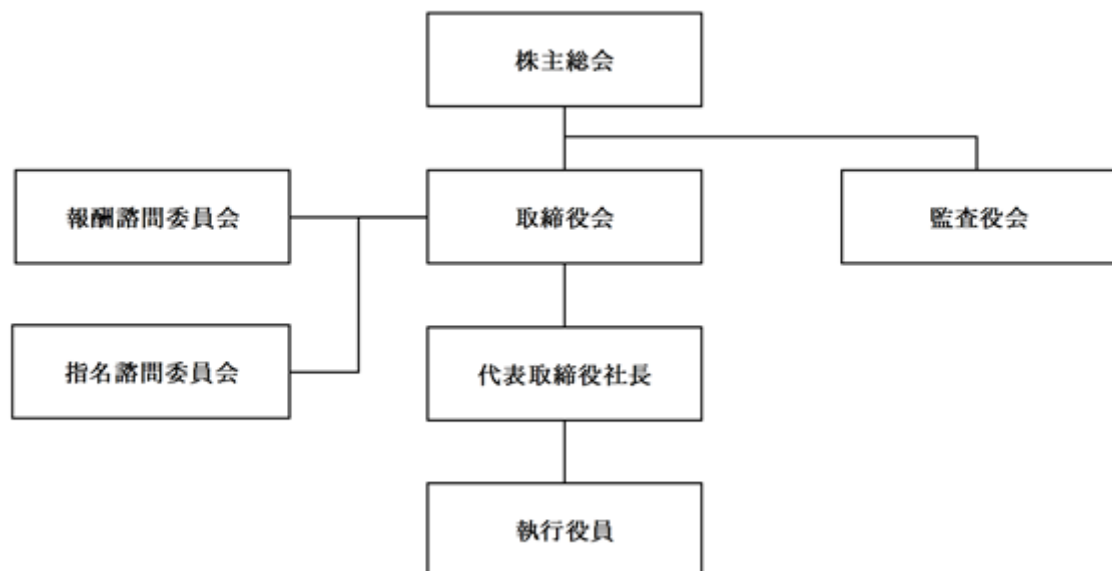 株主総会
報酬諮問委員会
取締役会
監査役会
指名諮問委員会
代表取締役社長
執行役員